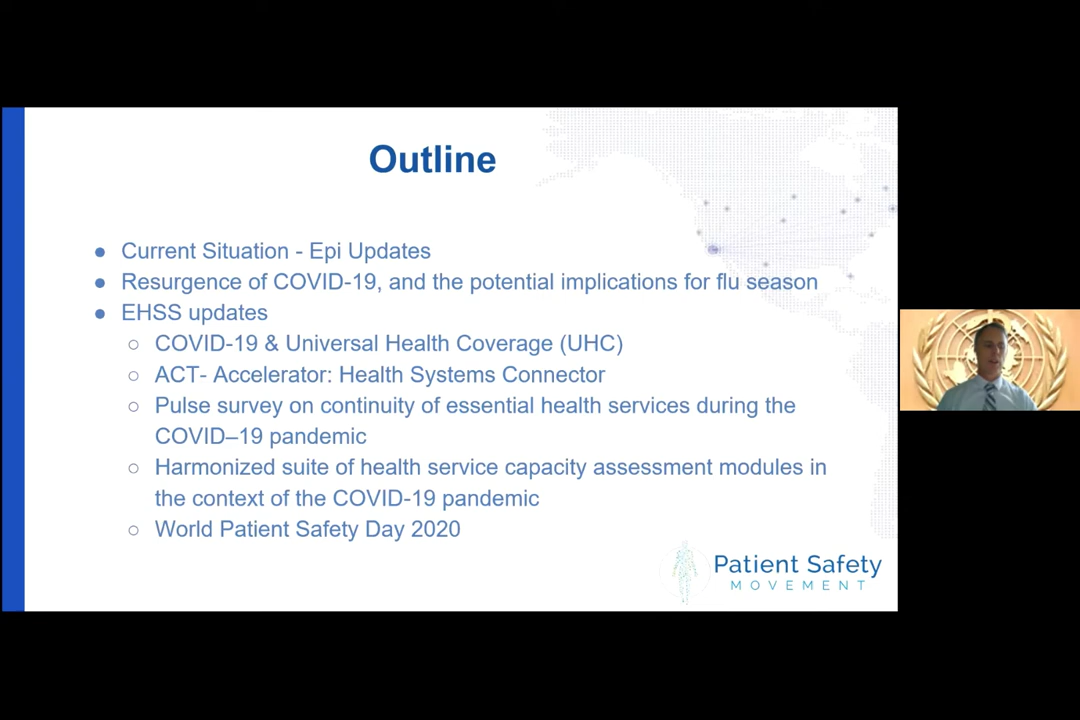 Outline
● Current Situation - Epi Updates
● Resurgence of COVID-19, and the potential implications for flu season
● EHSS updates
○ COVID-19 & Universal Health Coverage (UHC)
○ ACT- Accelerator: Health Systems Connector
○ Pulse survey on continuity of essential health services during the
COVID–19 pandemic
○ Harmonized suite of health service capacity assessment modules in
the context of the COVID-19 pandemic
○ World Patient Safety Day 2020
Patient Safety
MOVEMENT